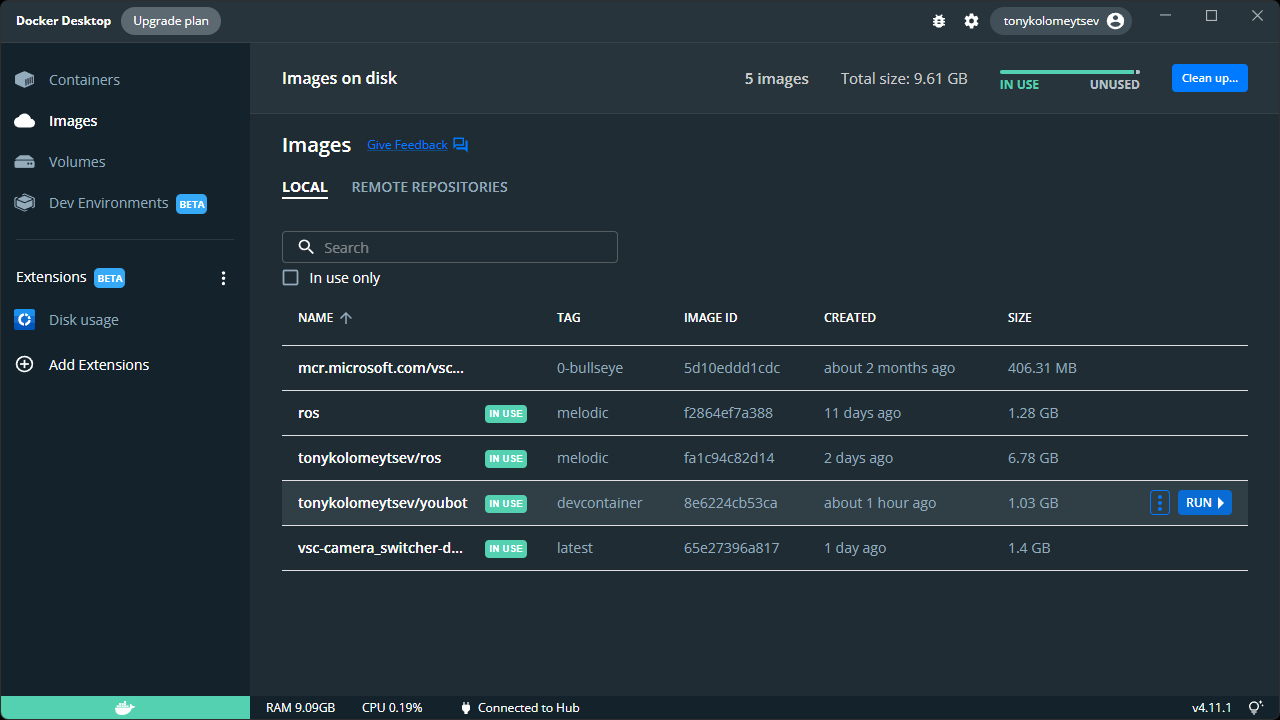 Docker Desktop Upgrade plan tonykolomeytsev
Containers
Images
Volumes
Dev Environments BETA
Extensions BETA
Disk usage
Add Extensions
Images on disk 5 images Total size: 9.61 GB IN USE UNUSED Clean up...
Images Give Feedback
LOCAL REMOTE REPOSITORIES
Search
In use only
NAME TAG IMAGE ID CREATED SIZE
mcr.microsoft.com/vsc... 0-bullseye 5d10eddd1cdc about 2 months ago 406.31 MB
ros IN USE melodic f2864ef7a388 11 days ago 1.28 GB
tonykolomeytsev/ros IN USE melodic fa1c94c82d14 2 days ago 6.78 GB
tonykolomeytsev/youbot IN USE devcontainer 8e6224cb53ca about 1 hour ago 1.03 GB RUN
vsc-camera_switcher-d... IN USE latest 65e27396a817 1 day ago 1.4 GB
RAM 9.09GB CPU 0.19% Connected to Hub v4.11.1